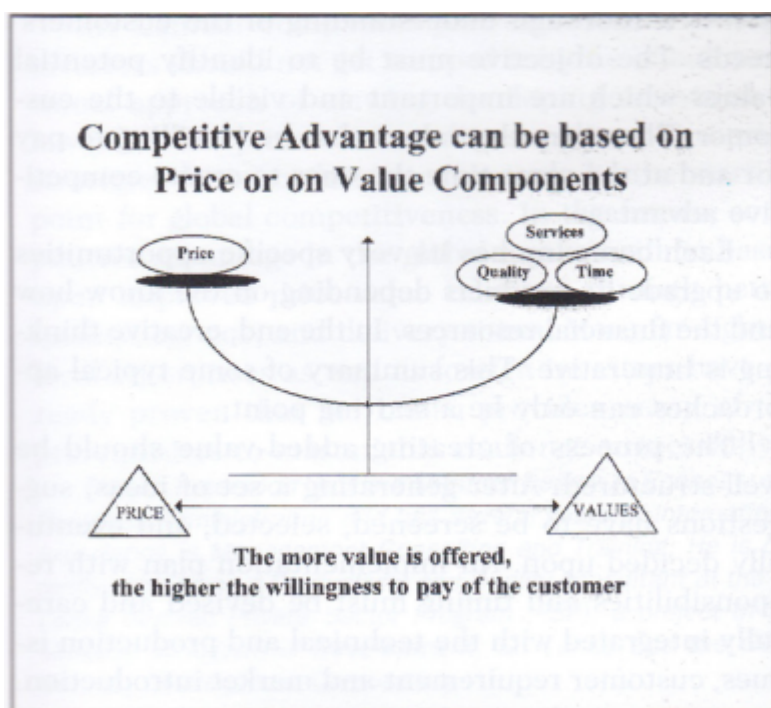 Competitive Advantage can be based on
Price or on Value Components
Price
Services
Quality
Time
PRICE
VALUES
The more value is offered,
the higher the willingness to pay of the customer